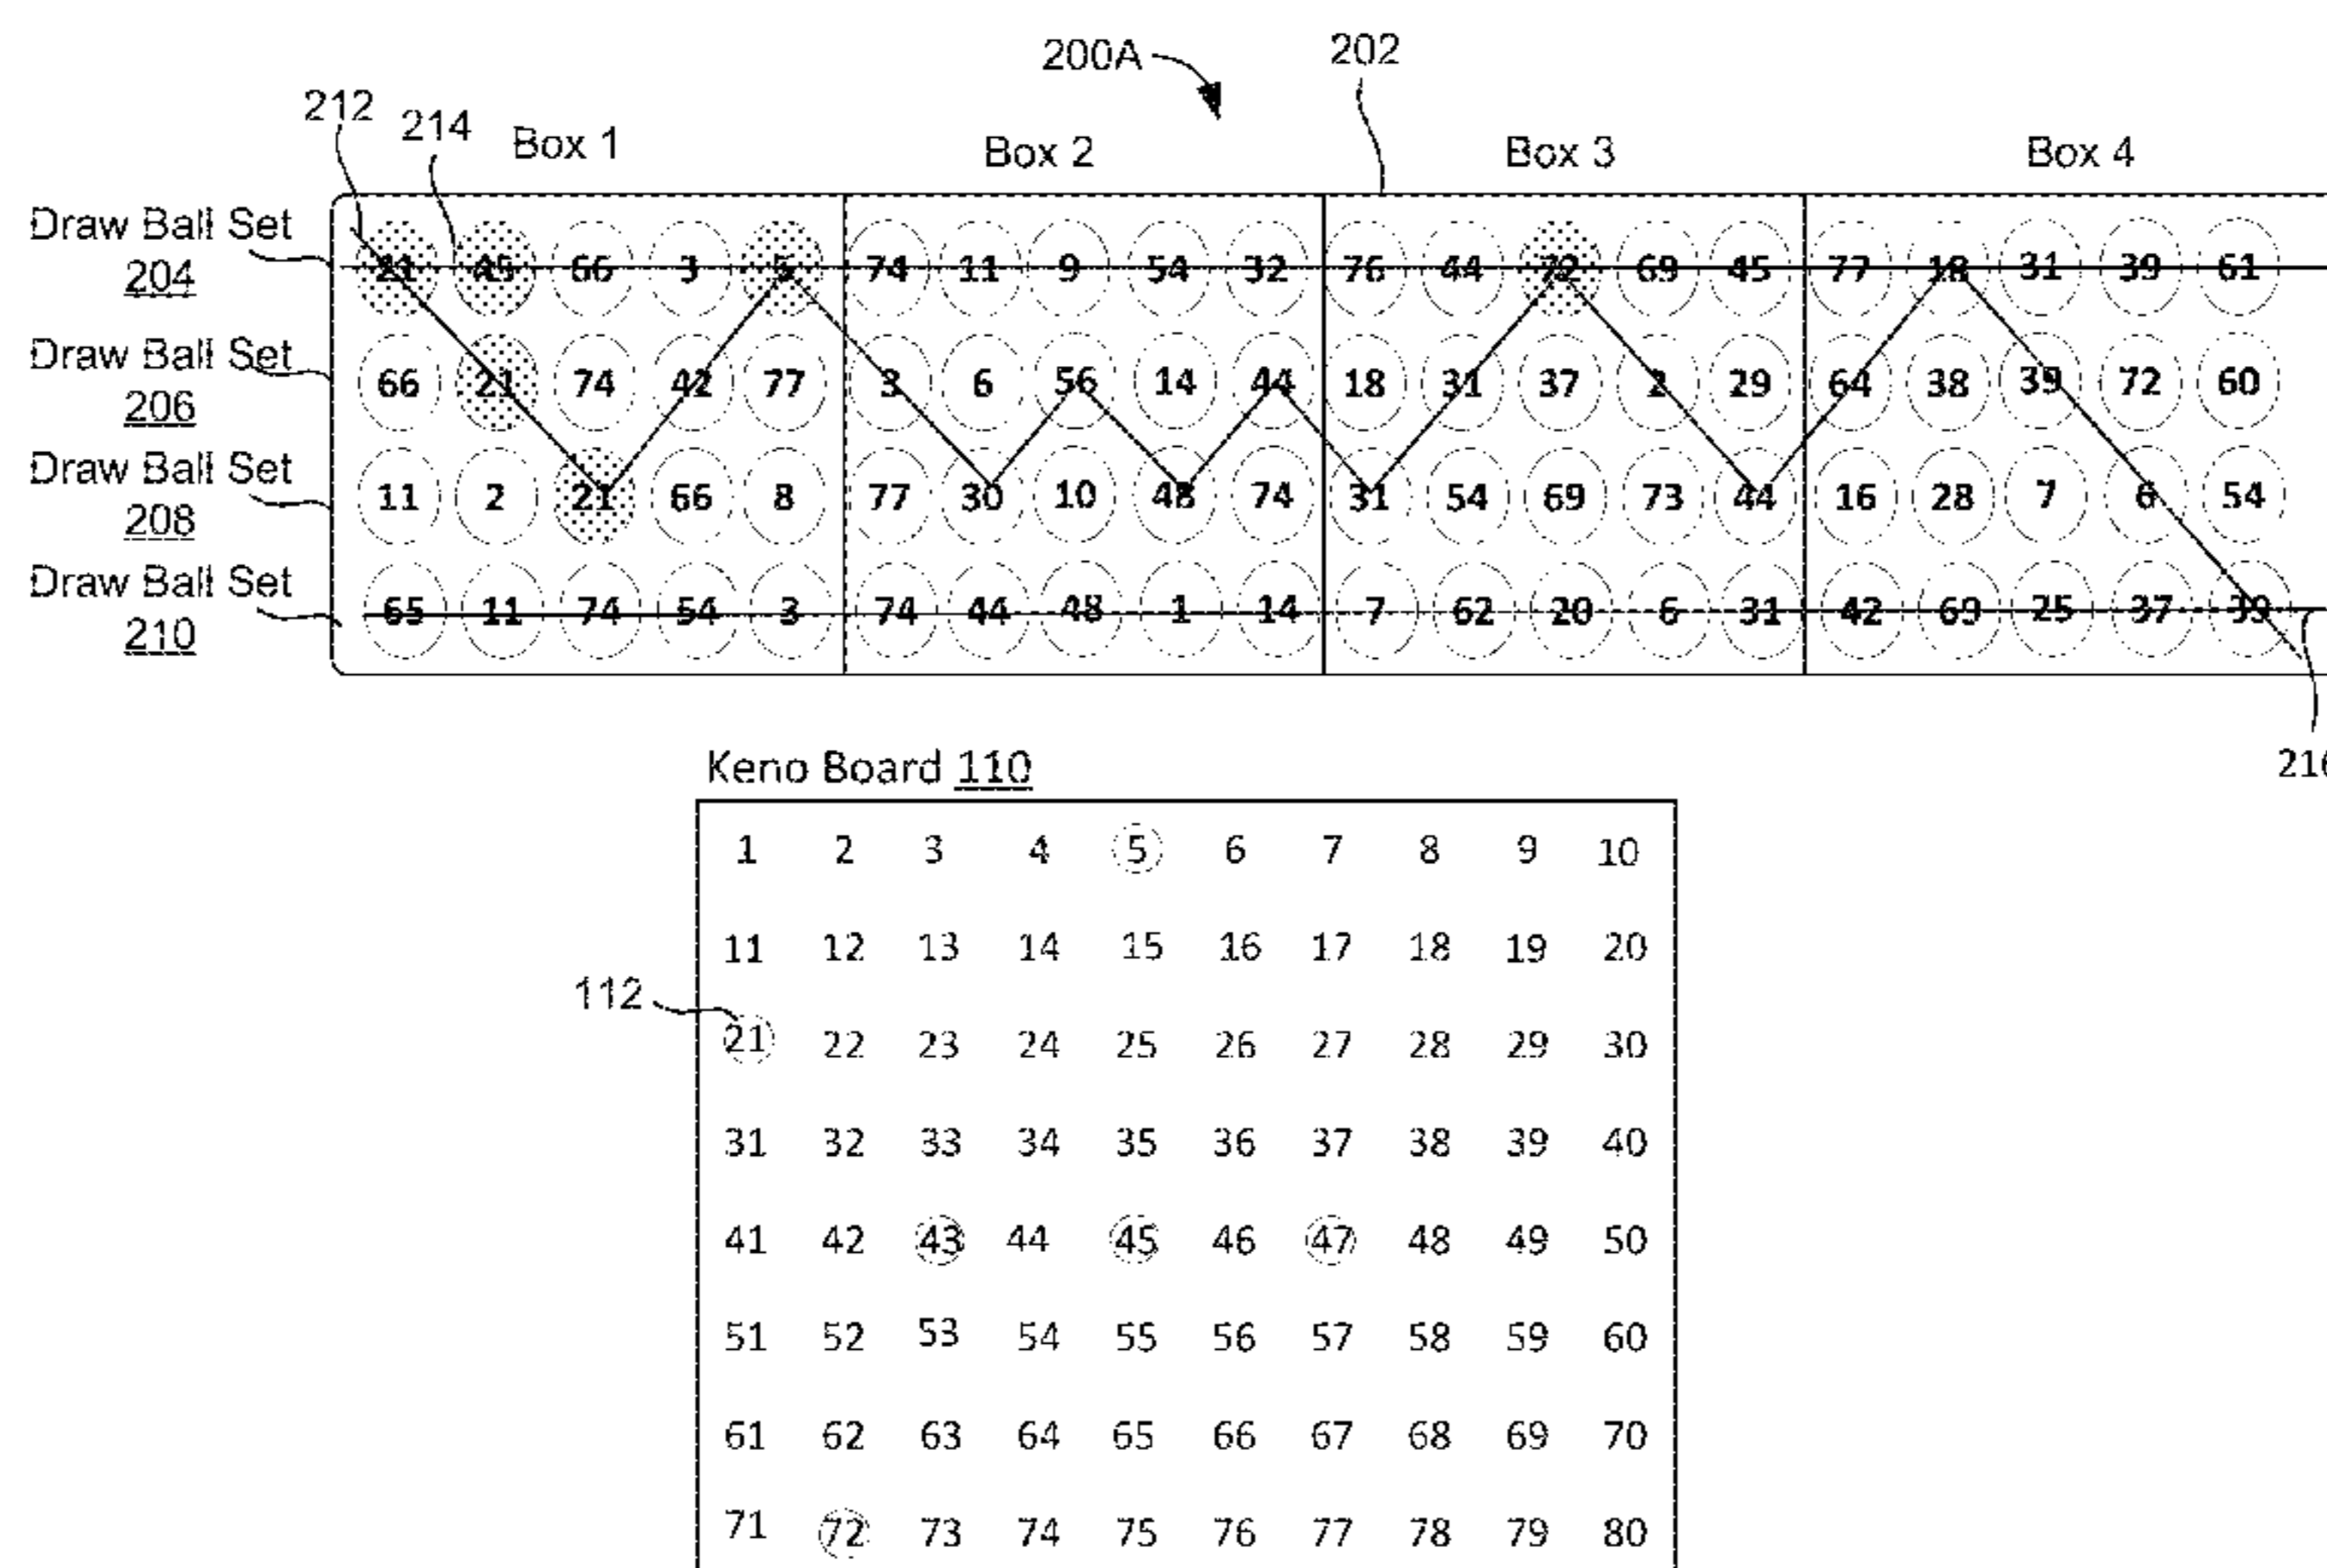 200A 202
212 214 Box 1 Box 2 Box 3 Box 4
Draw Ball Set
204
21 45 66 3 5 74 11 9 54 32 76 44 72 69 45 77 18 31 39 61
Draw Ball Set
206
66 21 74 42 77 3 6 56 14 44 18 31 37 2 29 64 38 39 72 60
Draw Ball Set
208
11 2 21 66 8 77 30 10 48 74 31 54 69 73 44 16 28 7 6 54
Draw Ball Set
210
65 11 74 54 3 74 44 48 1 14 7 62 20 6 31 42 69 25 37 39
216
Keno Board 110
1 2 3 4 5 6 7 8 9 10
11 12 13 14 15 16 17 18 19 20
112
21 22 23 24 25 26 27 28 29 30
31 32 33 34 35 36 37 38 39 40
41 42 43 44 45 46 47 48 49 50
51 52 53 54 55 56 57 58 59 60
61 62 63 64 65 66 67 68 69 70
71 72 73 74 75 76 77 78 79 80